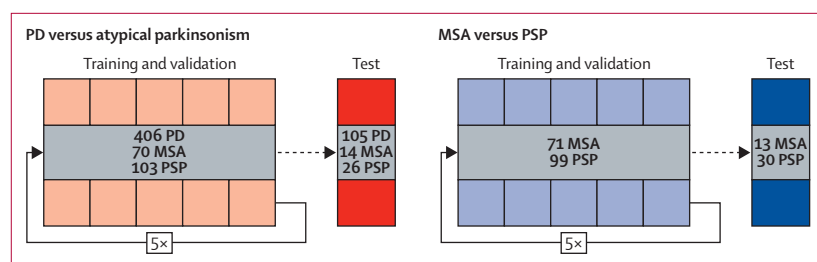 PD versus atypical parkinsonism
Training and validation
Test
406 PD
70 MSA
103 PSP
105 PD
14 MSA
26 PSP
5×
MSA versus PSP
Training and validation
Test
71 MSA
99 PSP
13 MSA
30 PSP
5×